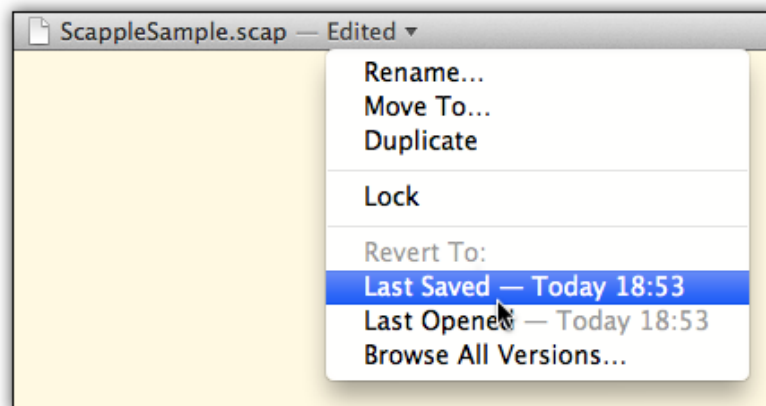 ScappleSample.scap — Edited ▾
Rename...
Move To...
Duplicate
Lock
Revert To:
Last Saved — Today 18:53
Last Opened — Today 18:53
Browse All Versions...